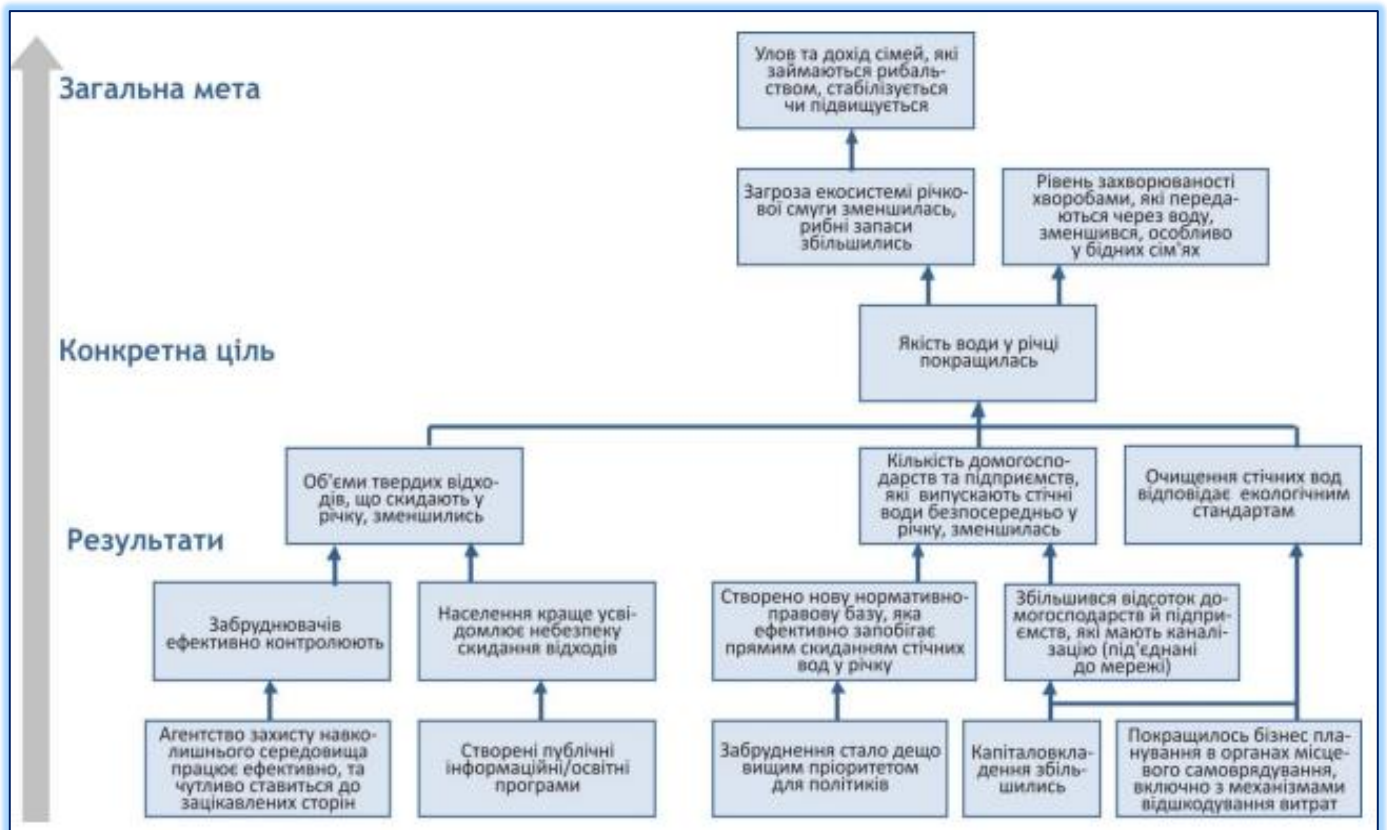 Загальна мета
Улов та дохід сімей, які
займаються рибаль-
ством, стабілізується
чи підвищується
Загроза екосистемі річко-
вої смуги зменшилась,
рибні запаси
збільшились
Рівень захворюваності
хворобами, які переда-
ються через воду,
зменшився, особливо
у бідних сім'ях
Конкретна ціль
Якість води у річці
покращилась
Результати
Об'єми твердих відхо-
дів, що скидають у
річку, зменшились
Кількість домогоспо-
дарств та підприємств,
які випускають стічні
води безпосередньо у
річку, зменшилась
Очищення стічних вод
відповідає екологічним
стандартам
Забруднювачів
ефективно контролюють
Населення краще усві-
домлює небезпеку
скидання відходів
Створено нову нормативно-
правову базу, яка
ефективно запобігає
прямим скиданням стічних
вод у річку
Збільшився відсоток до-
могосподарств й підпри-
ємств, які мають каналі-
зацію (під'єднані
до мережі)
Агентство захисту навко-
лишнього середовища
працює ефективно, та
чутливо ставиться до
зацікавлених сторін
Створені публічні
інформаційні/освітні
програми
Забруднення стало дещо
вищим пріоритетом
для політиків
Капіталовкла-
дення збіль-
шились
Покращилось бізнес пла-
нування в органах місце-
вого самоврядування,
включно з механізмами
відшкодування витрат